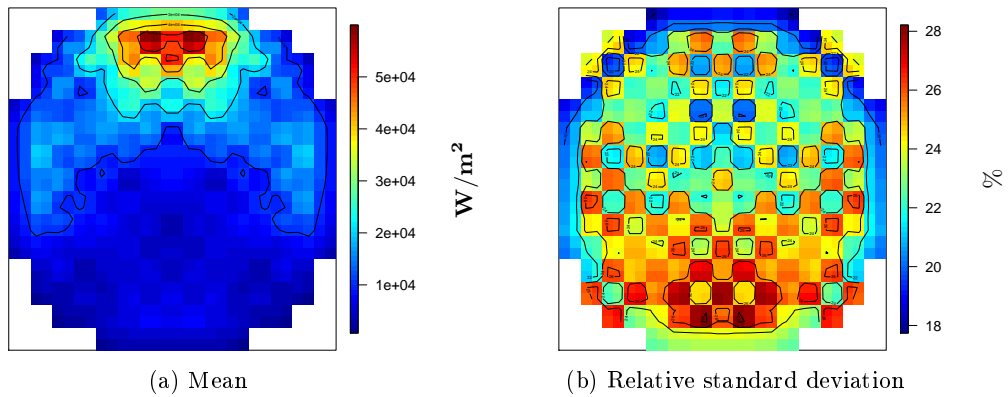 5e+04
4e+04
3e+04
2e+04
1e+04
W/m²
28
26
24
22
20
18
%
(a) Mean
(b) Relative standard deviation